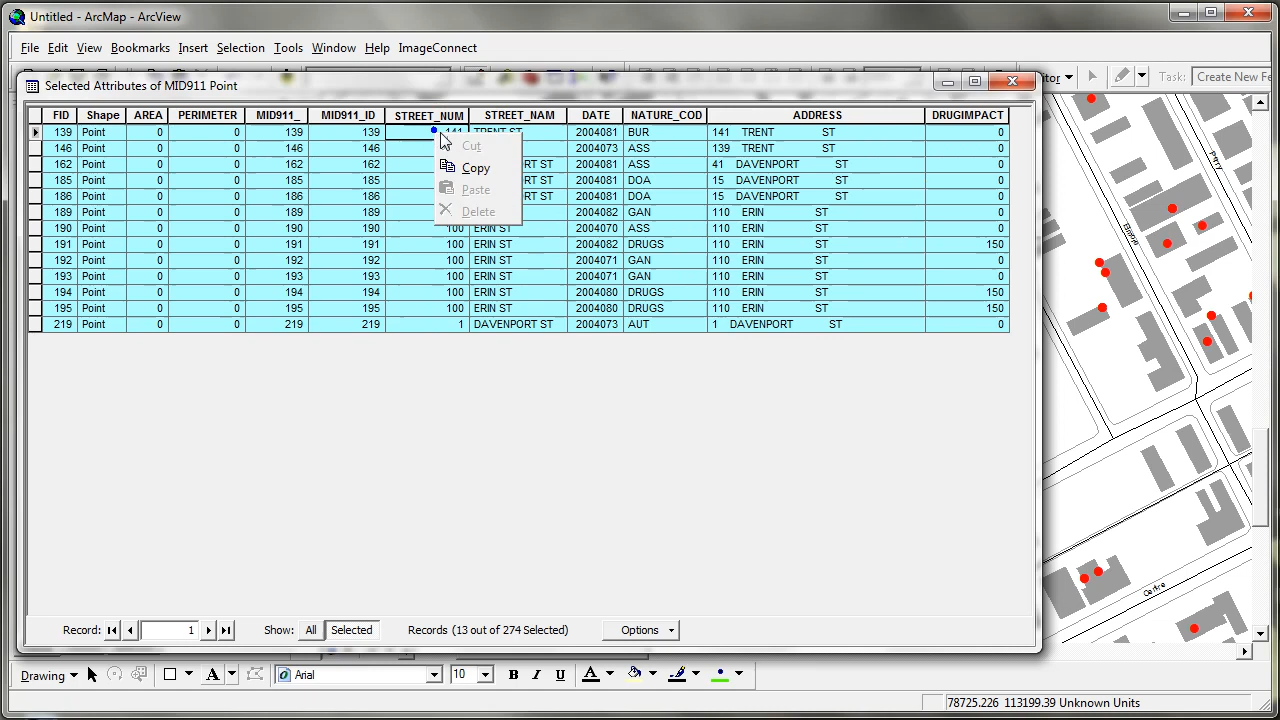 Untitled - ArcMap - ArcView
File Edit View Bookmarks Insert Selection Tools Window Help ImageConnect
Task: Create New Fe
Selected Attributes of MID911 Point
FID Shape AREA PERIMETER MID911_ MID911_ID STREET_NUM STREET_NAM DATE NATURE_COD ADDRESS DRUGIMPACT
139 Point 0 0 139 139 141 TRENT ST 2004081 BUR 141 TRENT ST 0
146 Point 0 0 146 146 2004073 ASS 139 TRENT ST 0
162 Point 0 0 162 162 PORT ST 2004081 ASS 41 DAVENPORT ST 0
185 Point 0 0 185 185 PORT ST 2004081 DOA 15 DAVENPORT ST 0
186 Point 0 0 186 186 PORT ST 2004081 DOA 15 DAVENPORT ST 0
189 Point 0 0 189 189 2004082 GAN 110 ERIN ST 0
190 Point 0 0 190 190 100 ERIN ST 2004070 ASS 110 ERIN ST 0
191 Point 0 0 191 191 100 ERIN ST 2004082 DRUGS 110 ERIN ST 150
192 Point 0 0 192 192 100 ERIN ST 2004071 GAN 110 ERIN ST 0
193 Point 0 0 193 193 100 ERIN ST 2004071 GAN 110 ERIN ST 0
194 Point 0 0 194 194 100 ERIN ST 2004080 DRUGS 110 ERIN ST 150
195 Point 0 0 195 195 100 ERIN ST 2004080 DRUGS 110 ERIN ST 150
219 Point 0 0 219 219 1 DAVENPORT ST 2004073 AUT 1 DAVENPORT ST 0
Cut
Copy
Paste
Delete
Centre
Record: 1 Show: All Selected Records (13 out of 274 Selected) Options
Drawing A Arial 10 B I U A
78725.226 113199.39 Unknown Units